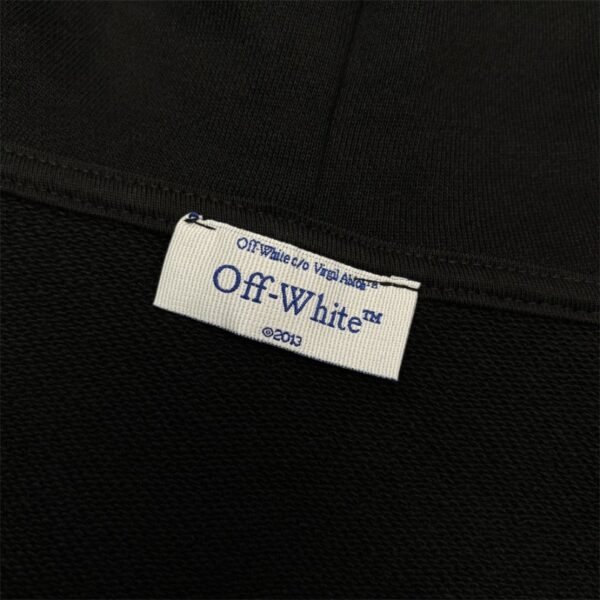 Off-White c/o Virgil Abloh™
Off-White™
©2013